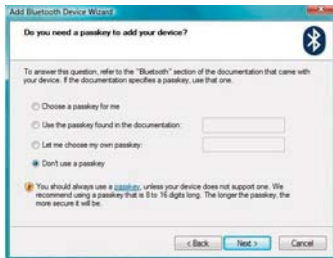 Add Bluetooth Device Wizard
Do you need a passkey to add your device?
To answer this question, refer to the "Bluetooth" section of the documentation that came with
your device. If the documentation specifies a passkey, use that one.
Choose a passkey for me
Use the passkey found in the documentation:
Let me choose my own passkey:
Don't use a passkey
You should always use a passkey, unless your device does not support one. We
recommend using a passkey that is 8 to 16 digits long. The longer the passkey, the
more secure it will be.
< Back Next > Cancel